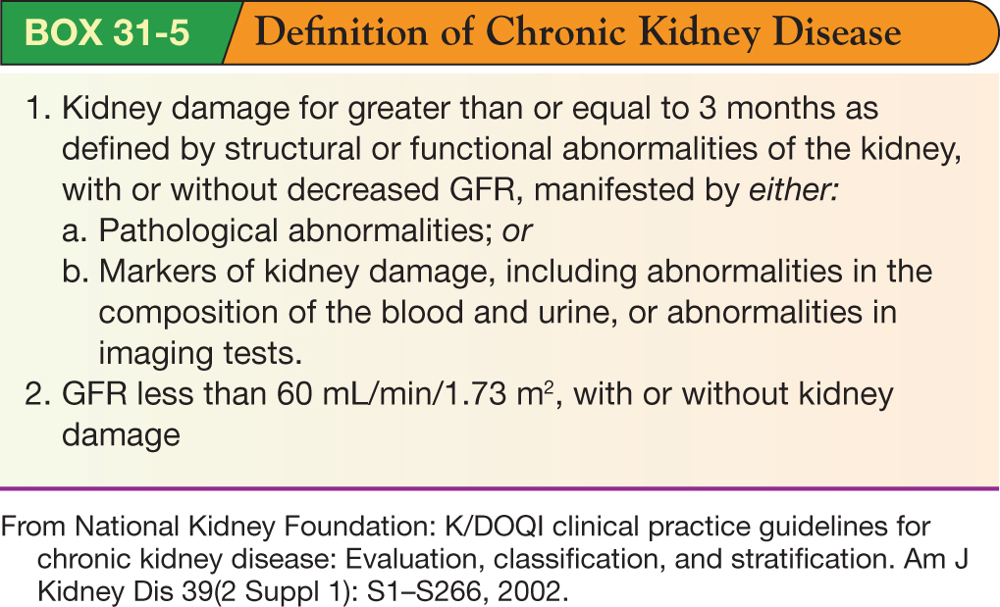 BOX 31-5 Definition of Chronic Kidney Disease
1. Kidney damage for greater than or equal to 3 months as
defined by structural or functional abnormalities of the kidney,
with or without decreased GFR, manifested by either:
a. Pathological abnormalities; or
b. Markers of kidney damage, including abnormalities in the
composition of the blood and urine, or abnormalities in
imaging tests.
2. GFR less than 60 mL/min/1.73 m², with or without kidney
damage
From National Kidney Foundation: K/DOQI clinical practice guidelines for
chronic kidney disease: Evaluation, classification, and stratification. Am J
Kidney Dis 39(2 Suppl 1): S1–S266, 2002.